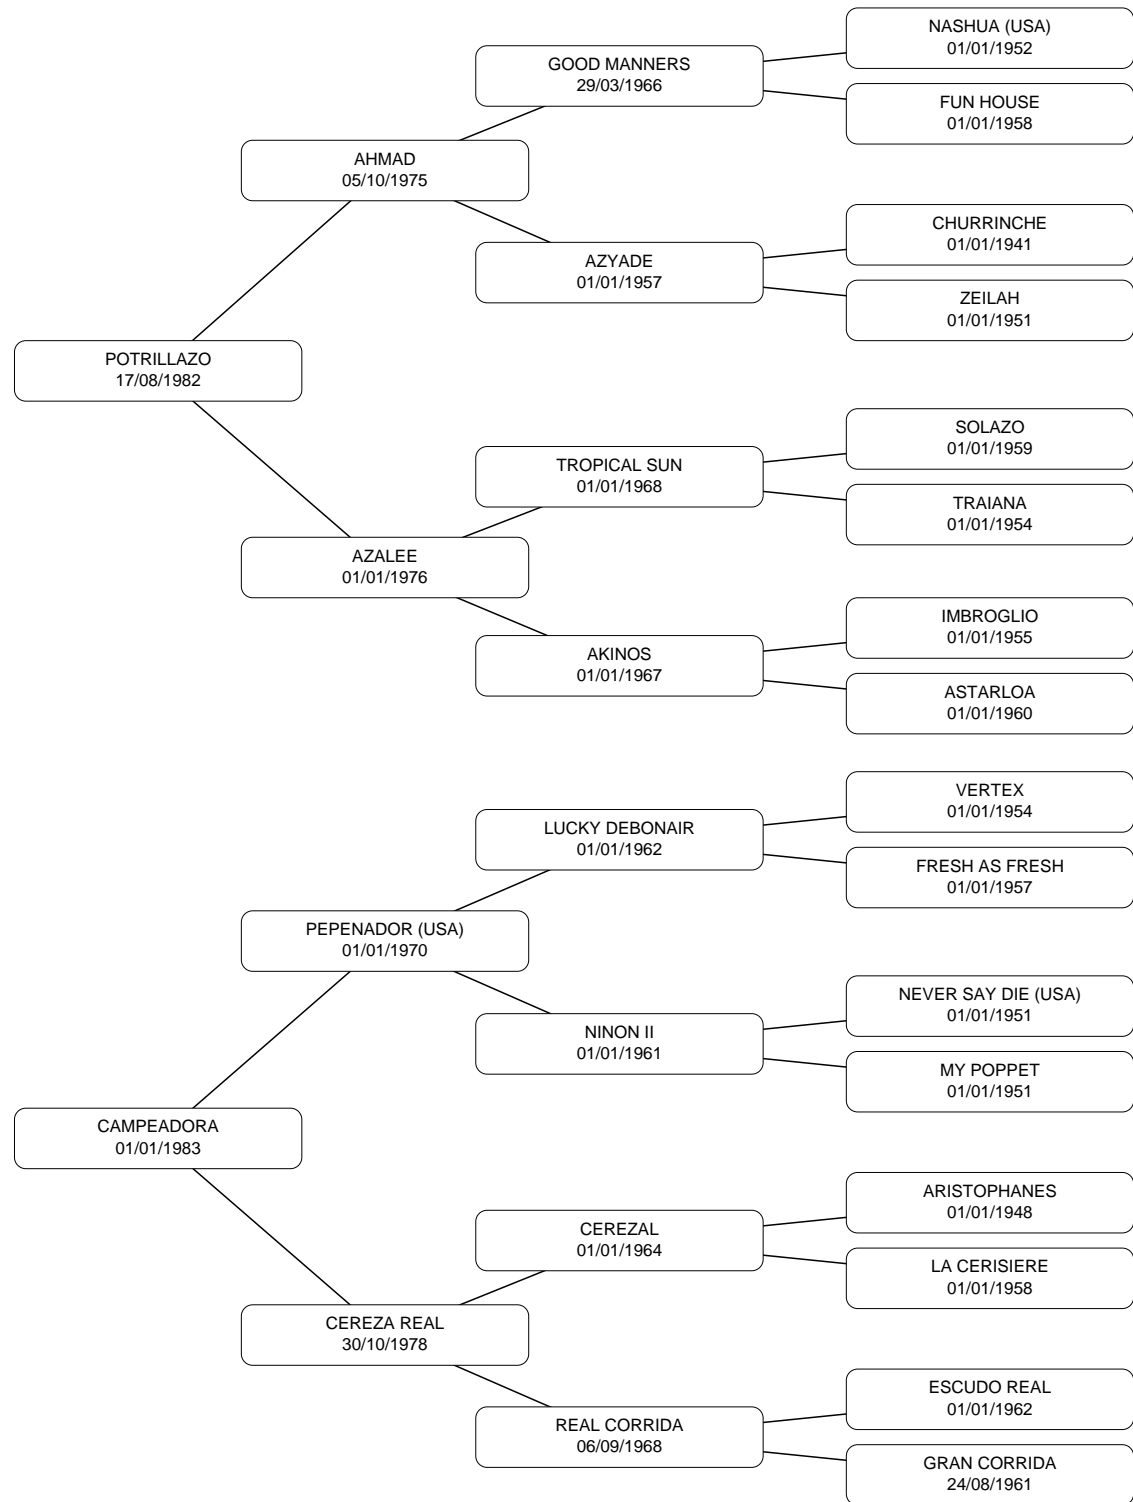 NASHUA (USA)
01/01/1952
GOOD MANNERS
29/03/1966
FUN HOUSE
01/01/1958
AHMAD
05/10/1975
CHURRINCHE
01/01/1941
AZYADE
01/01/1957
ZEILAH
01/01/1951
POTRILLAZO
17/08/1982
SOLAZO
01/01/1959
TROPICAL SUN
01/01/1968
TRAIANA
01/01/1954
AZALEE
01/01/1976
IMBROGLIO
01/01/1955
AKINOS
01/01/1967
ASTARLOA
01/01/1960
VERTEX
01/01/1954
LUCKY DEBONAIR
01/01/1962
FRESH AS FRESH
01/01/1957
PEPENADOR (USA)
01/01/1970
NEVER SAY DIE (USA)
01/01/1951
NINON II
01/01/1961
MY POPPET
01/01/1951
CAMPEADORA
01/01/1983
ARISTOPHANES
01/01/1948
CEREZAL
01/01/1964
LA CERISIERE
01/01/1958
CEREZA REAL
30/10/1978
ESCUDO REAL
01/01/1962
REAL CORRIDA
06/09/1968
GRAN CORRIDA
24/08/1961